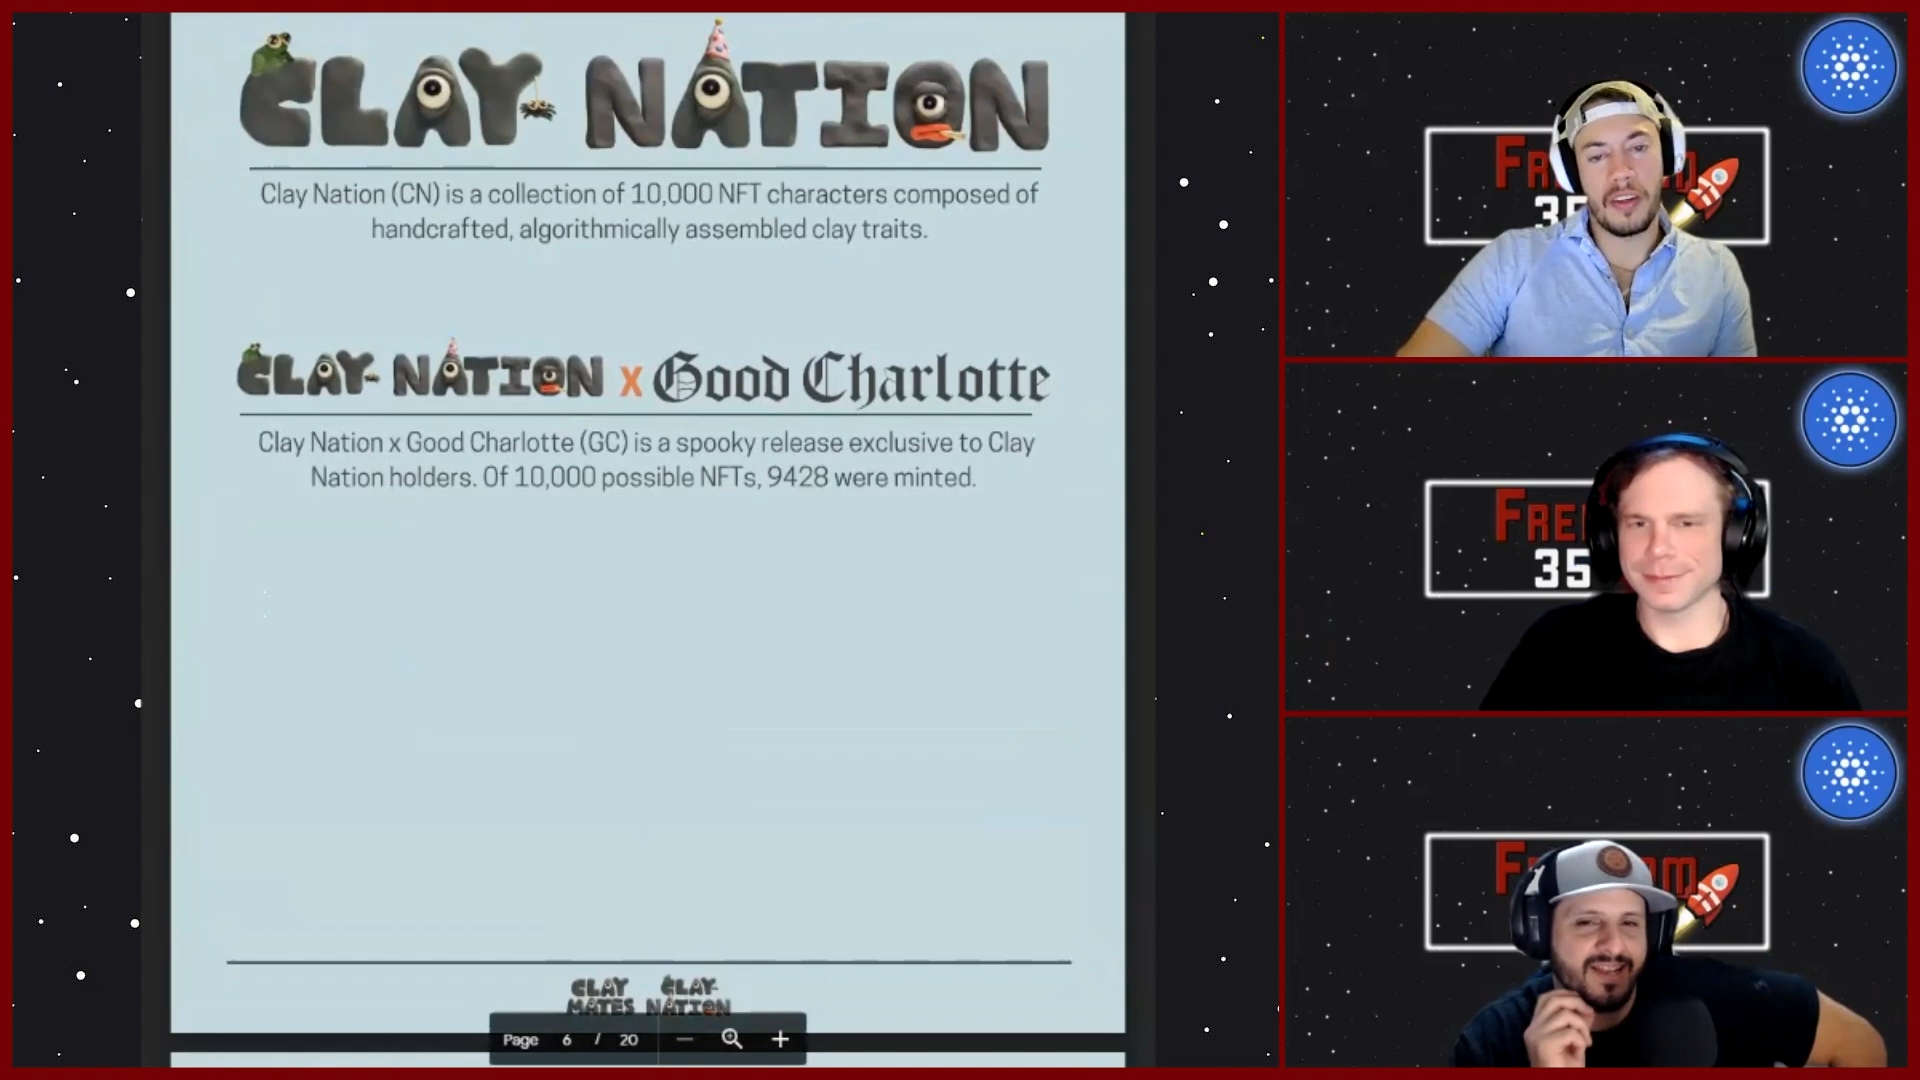 CLAY NATION
Clay Nation (CN) is a collection of 10,000 NFT characters composed of
handcrafted, algorithmically assembled clay traits.
CLAY NATION x Good Charlotte
Clay Nation x Good Charlotte (GC) is a spooky release exclusive to Clay
Nation holders. Of 10,000 possible NFTs, 9428 were minted.
CLAY CLAY
MATES NATION
Page 6 / 20
35
35